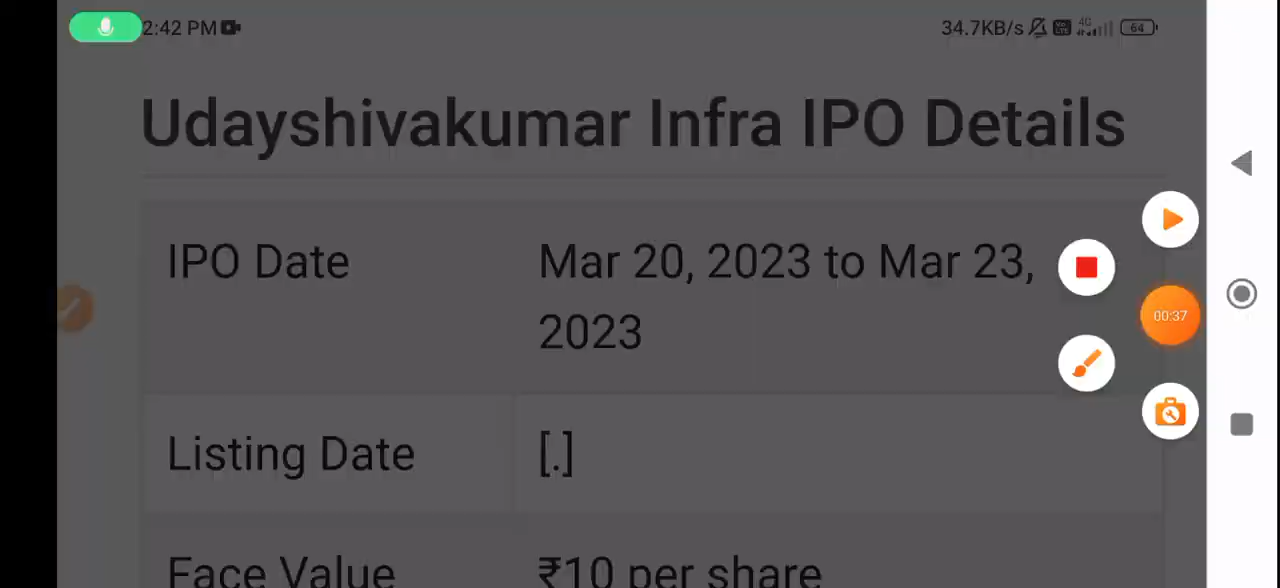 2:42 PM 34.7KB/s 4G 64
Udayshivakumar Infra IPO Details
IPO Date Mar 20, 2023 to Mar 23,
2023
00:37
Listing Date [.]
Face Value ₹10 per share